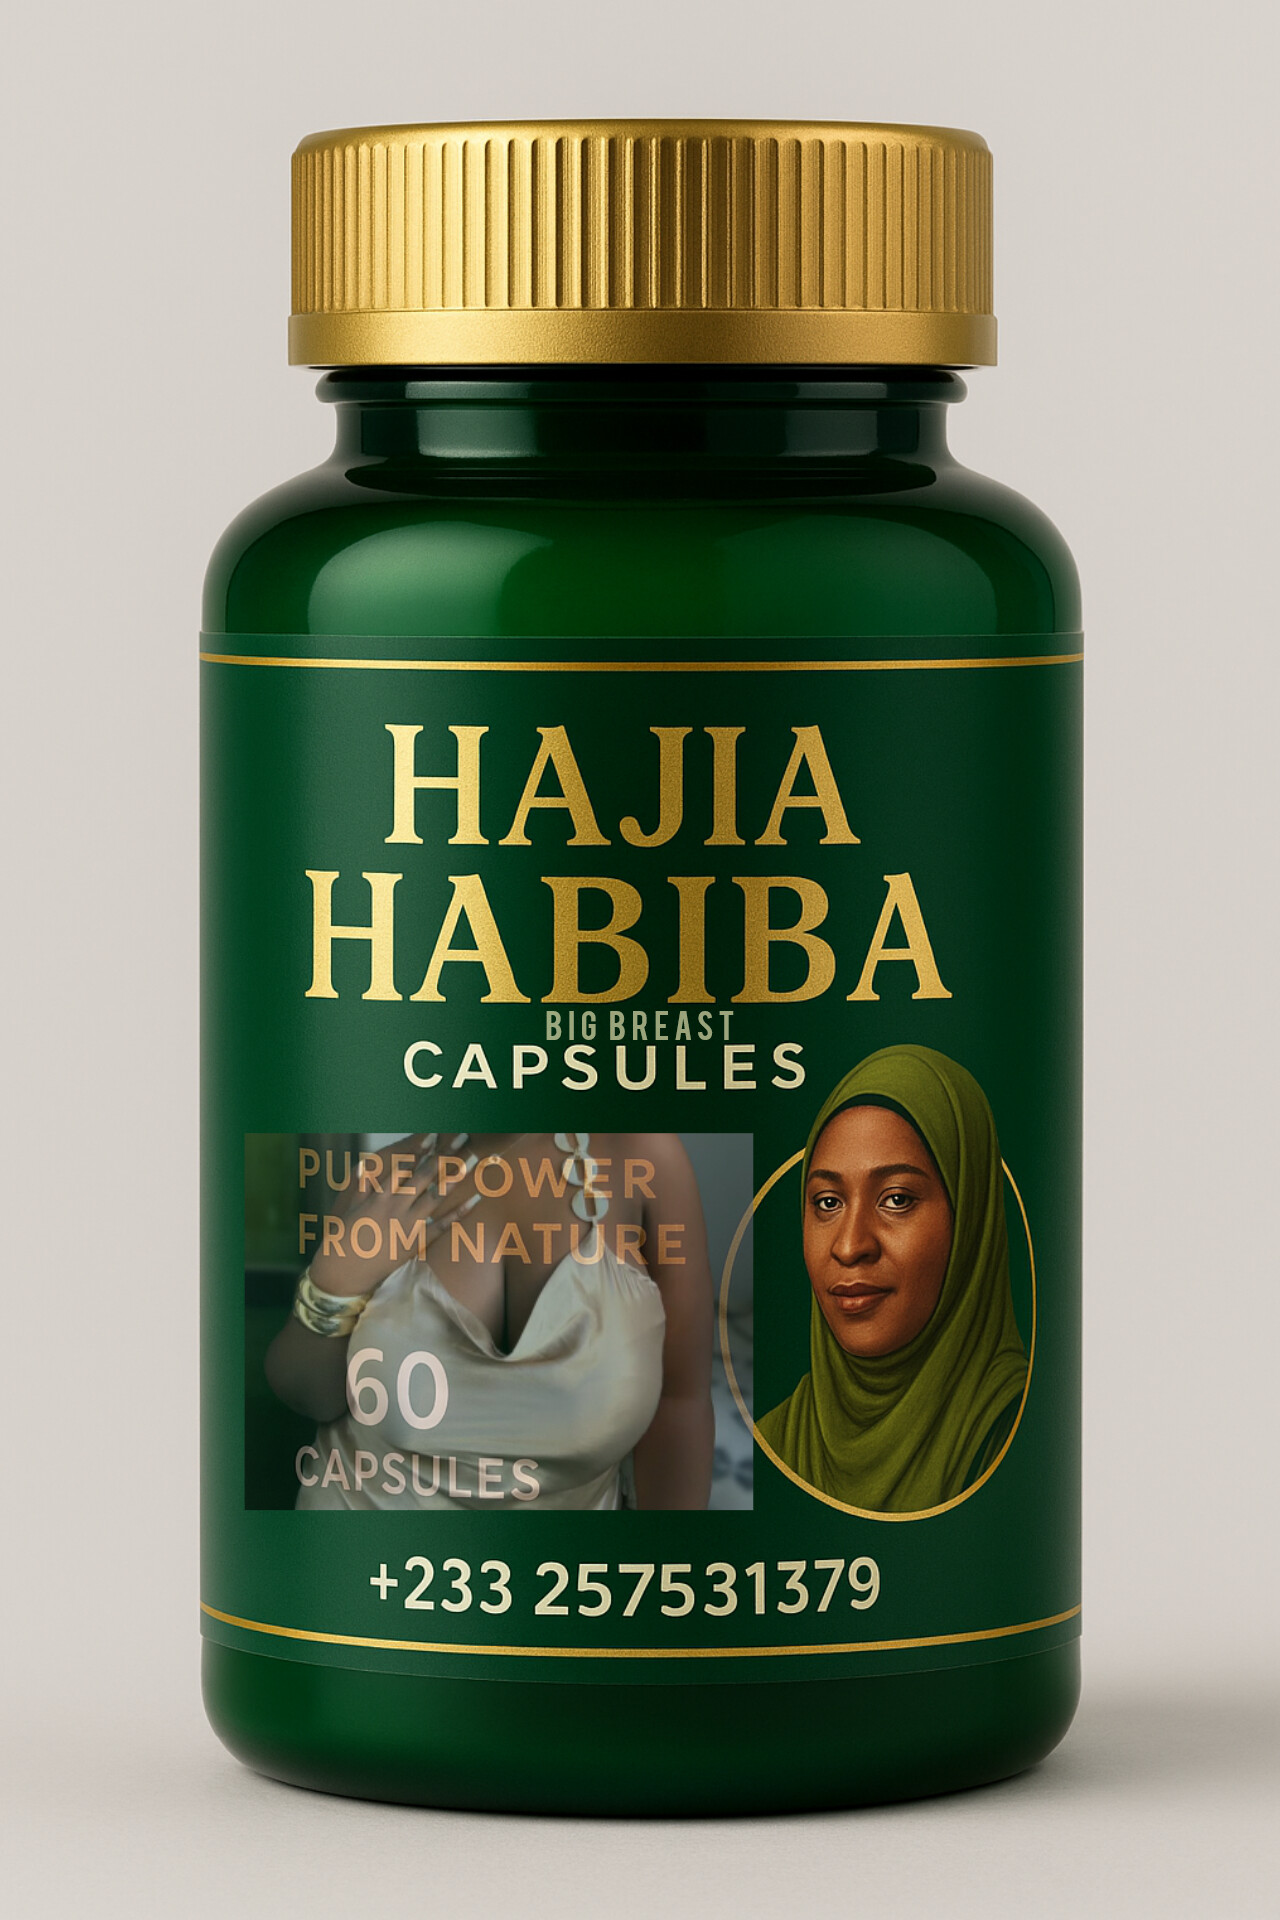 HAJIA
HABIBA
BIG BREAST
CAPSULES
PURE POWER
FROM NATURE
60
CAPSULES
+233 257531379